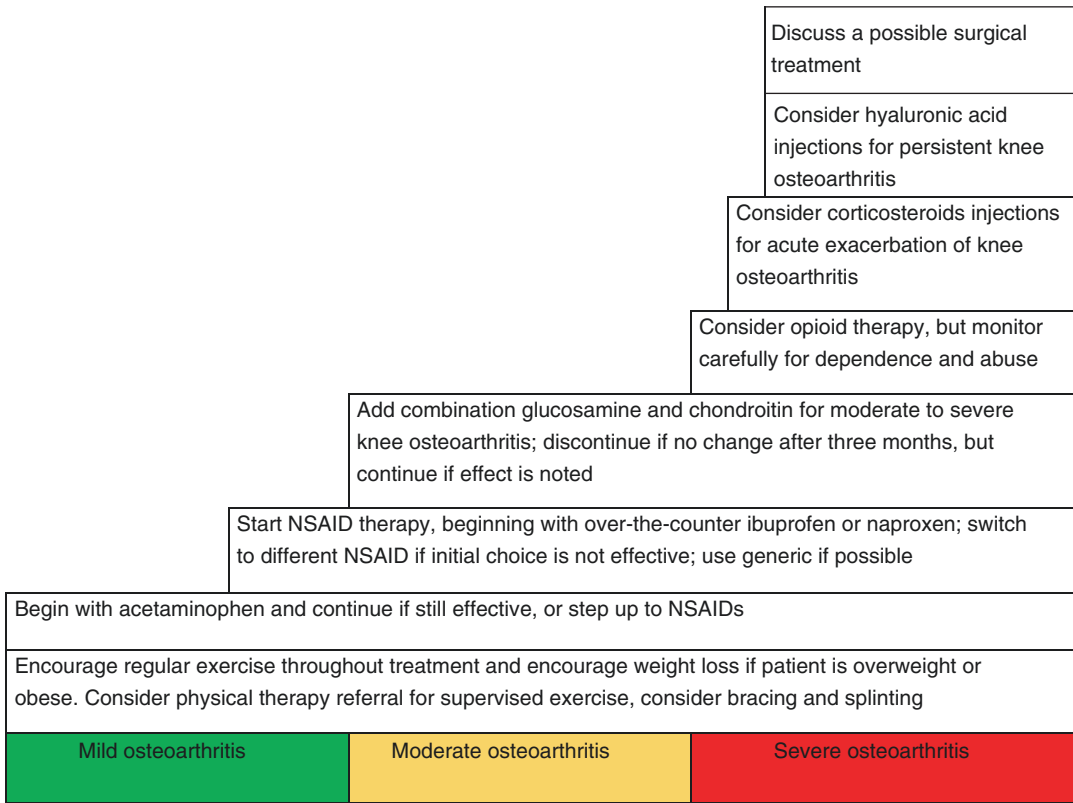 Discuss a possible surgical
treatment
Consider hyaluronic acid
injections for persistent knee
osteoarthritis
Consider corticosteroids injections
for acute exacerbation of knee
osteoarthritis
Consider opioid therapy, but monitor
carefully for dependence and abuse
Add combination glucosamine and chondroitin for moderate to severe
knee osteoarthritis; discontinue if no change after three months, but
continue if effect is noted
Start NSAID therapy, beginning with over-the-counter ibuprofen or naproxen; switch
to different NSAID if initial choice is not effective; use generic if possible
Begin with acetaminophen and continue if still effective, or step up to NSAIDs
Encourage regular exercise throughout treatment and encourage weight loss if patient is overweight or
obese. Consider physical therapy referral for supervised exercise, consider bracing and splinting
Mild osteoarthritis
Moderate osteoarthritis
Severe osteoarthritis